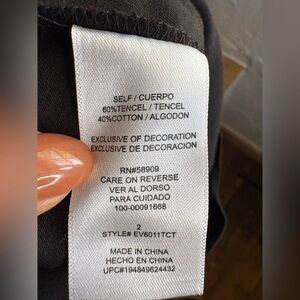 SELF / CUERPO
60%TENCEL / TENCEL
40%COTTON / ALGODON
EXCLUSIVE OF DECORATION
EXCLUSIVE DE DECORACION
RN#58909
CARE ON REVERSE
VER AL DORSO
PARA CUIDADO
100-00091668
2
STYLE# EV6011TCT
MADE IN CHINA
HECHO EN CHINA
UPC#194849624432